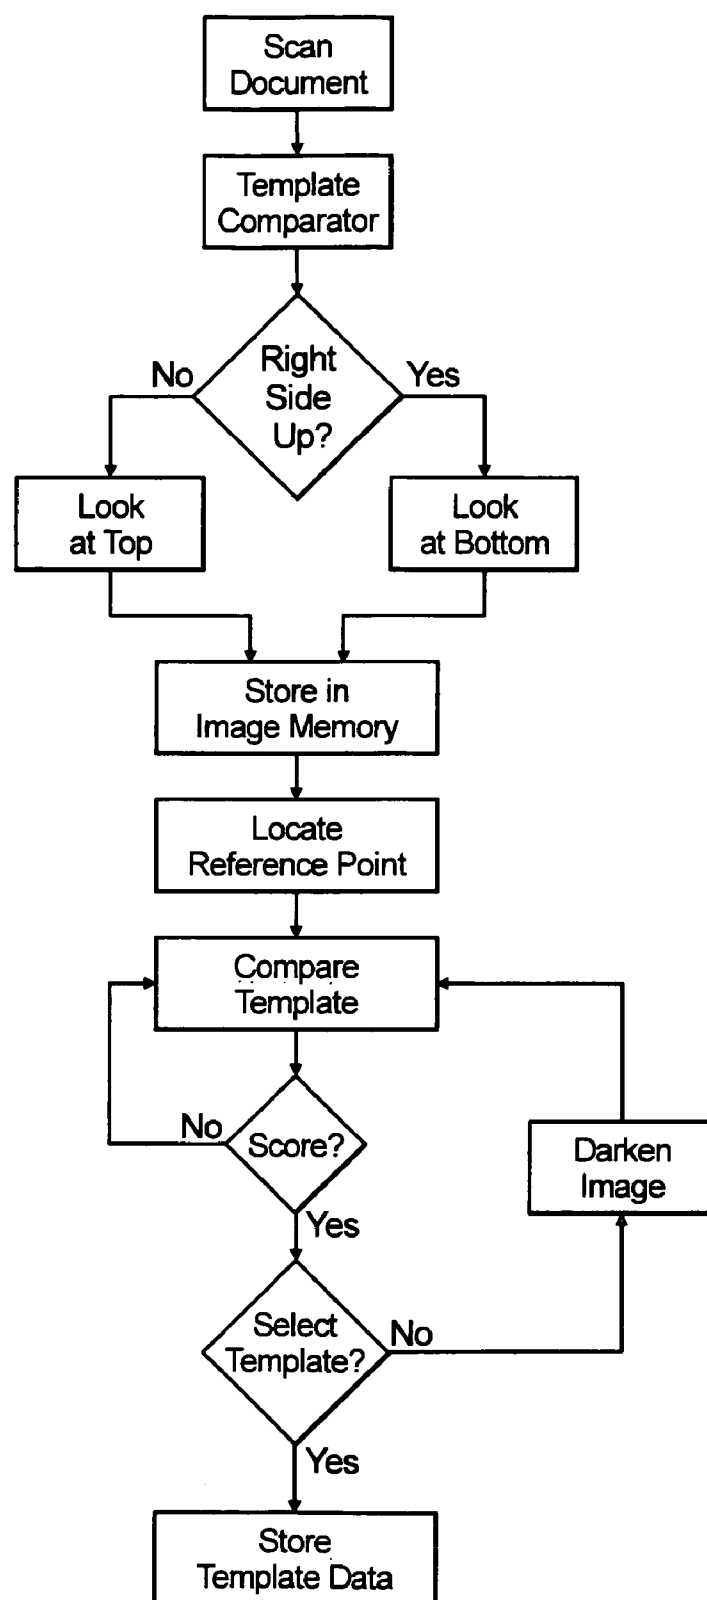 Scan
Document
Template
Comparator
Right
Side
Up?
No
Yes
Look
at Top
Look
at Bottom
Store in
Image Memory
Locate
Reference Point
Compare
Template
Score?
No
Yes
Darken
Image
Select
Template?
No
Yes
Store
Template Data